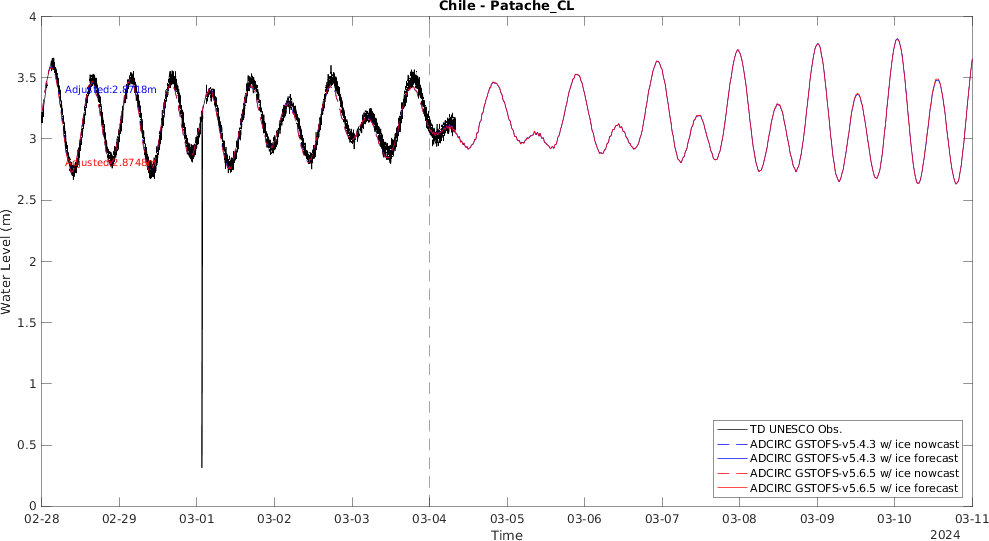 Chile - Patache_CL
4
3.5
3
2.5
2
1.5
1
0.5
0
Water Level (m)
Adjusted:2.8718m
Adjusted:2.8748m
TD UNESCO Obs.
ADCIRC GSTOFS-v5.4.3 w/ ice nowcast
ADCIRC GSTOFS-v5.4.3 w/ ice forecast
ADCIRC GSTOFS-v5.6.5 w/ ice nowcast
ADCIRC GSTOFS-v5.6.5 w/ ice forecast
02-28 02-29 03-01 03-02 03-03 03-04 03-05 03-06 03-07 03-08 03-09 03-10 03-11
Time
2024